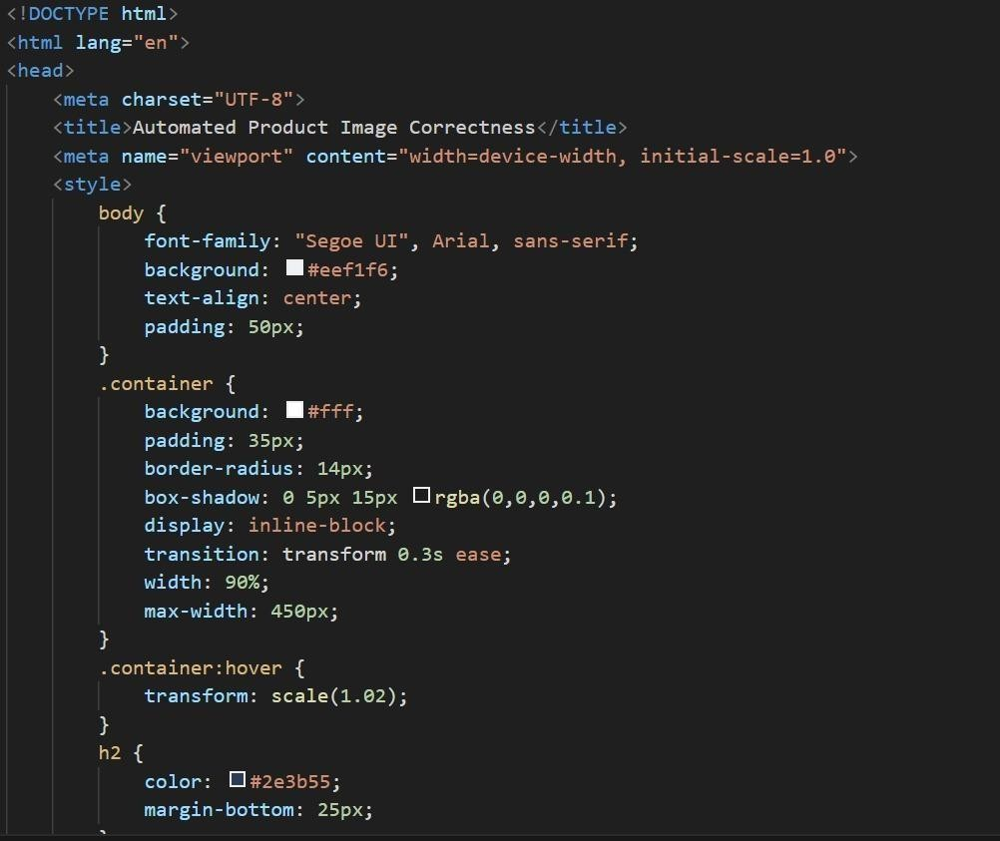 <!DOCTYPE html>
<html lang="en">
<head>
    <meta charset="UTF-8">
    <title>Automated Product Image Correctness</title>
    <meta name="viewport" content="width=device-width, initial-scale=1.0">
    <style>
        body {
            font-family: "Segoe UI", Arial, sans-serif;
            background: #eef1f6;
            text-align: center;
            padding: 50px;
        }
        .container {
            background: #fff;
            padding: 35px;
            border-radius: 14px;
            box-shadow: 0 5px 15px rgba(0,0,0,0.1);
            display: inline-block;
            transition: transform 0.3s ease;
            width: 90%;
            max-width: 450px;
        }
        .container:hover {
            transform: scale(1.02);
        }
        h2 {
            color: #2e3b55;
            margin-bottom: 25px;